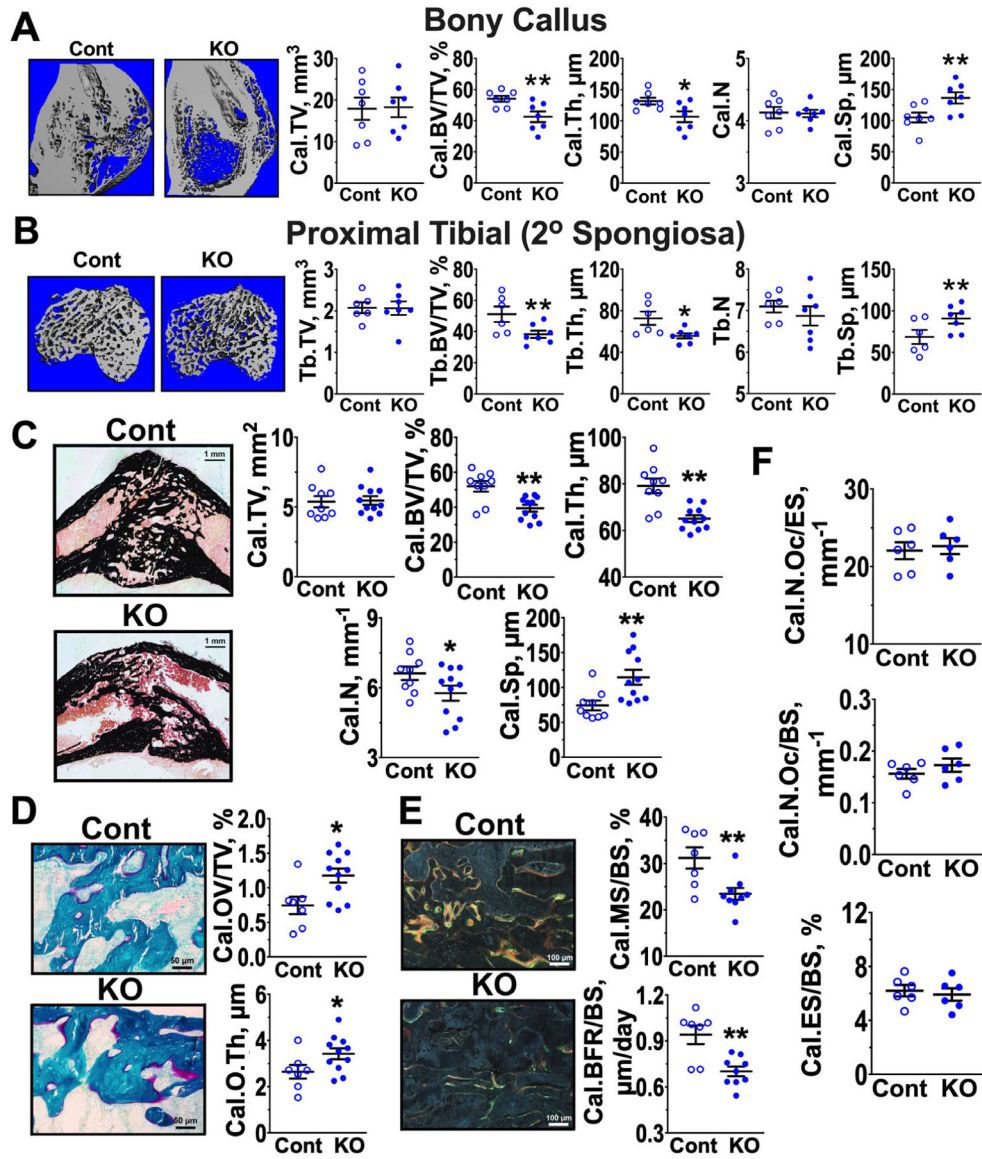 A
Bony Callus
Cont
KO
Cal.TV, mm³
30
20
10
0
Cont KO
Cal.BV/TV, %
80
60
40
20
0
**
Cont KO
Cal.Th, µm
200
150
100
50
0
*
Cont KO
Cal.N
5
4
3
Cont KO
Cal.Sp, µm
200
150
100
50
0
**
Cont KO
B
Proximal Tibial (2º Spongiosa)
Cont
KO
Tb.TV, mm³
3
2
1
0
Cont KO
Tb.BV/TV, %
80
60
40
20
0
**
Cont KO
Tb.Th, µm
120
80
40
0
*
Cont KO
Tb.N
8
7
6
5
Cont KO
Tb.Sp, µm
150
100
50
0
**
Cont KO
C
Cont
1 mm
KO
1 mm
Cal.TV, mm²
10
5
0
Cont KO
Cal.BV/TV, %
80
60
40
20
0
**
Cont KO
Cal.Th, µm
100
80
60
40
**
Cont KO
Cal.N, mm⁻¹
9
6
3
*
Cont KO
Cal.Sp, µm
200
150
100
50
0
**
Cont KO
D
Cont
50 µm
KO
50 µm
Cal.OV/TV, %
2.0
1.5
1.0
0.5
0.0
*
Cont KO
Cal.O.Th, µm
6
4
2
0
*
Cont KO
E
Cont
100 µm
KO
100 µm
Cal.MS/BS, %
40
30
20
10
**
Cont KO
Cal.BFR/BS,
µm/day
1.2
0.9
0.6
0.3
**
Cont KO
F
Cal.N.Oc/ES,
mm⁻¹
30
20
10
Cont KO
Cal.N.Oc/BS,
mm⁻¹
0.3
0.2
0.1
0.0
Cont KO
Cal.ES/BS, %
12
9
6
3
0
Cont KO